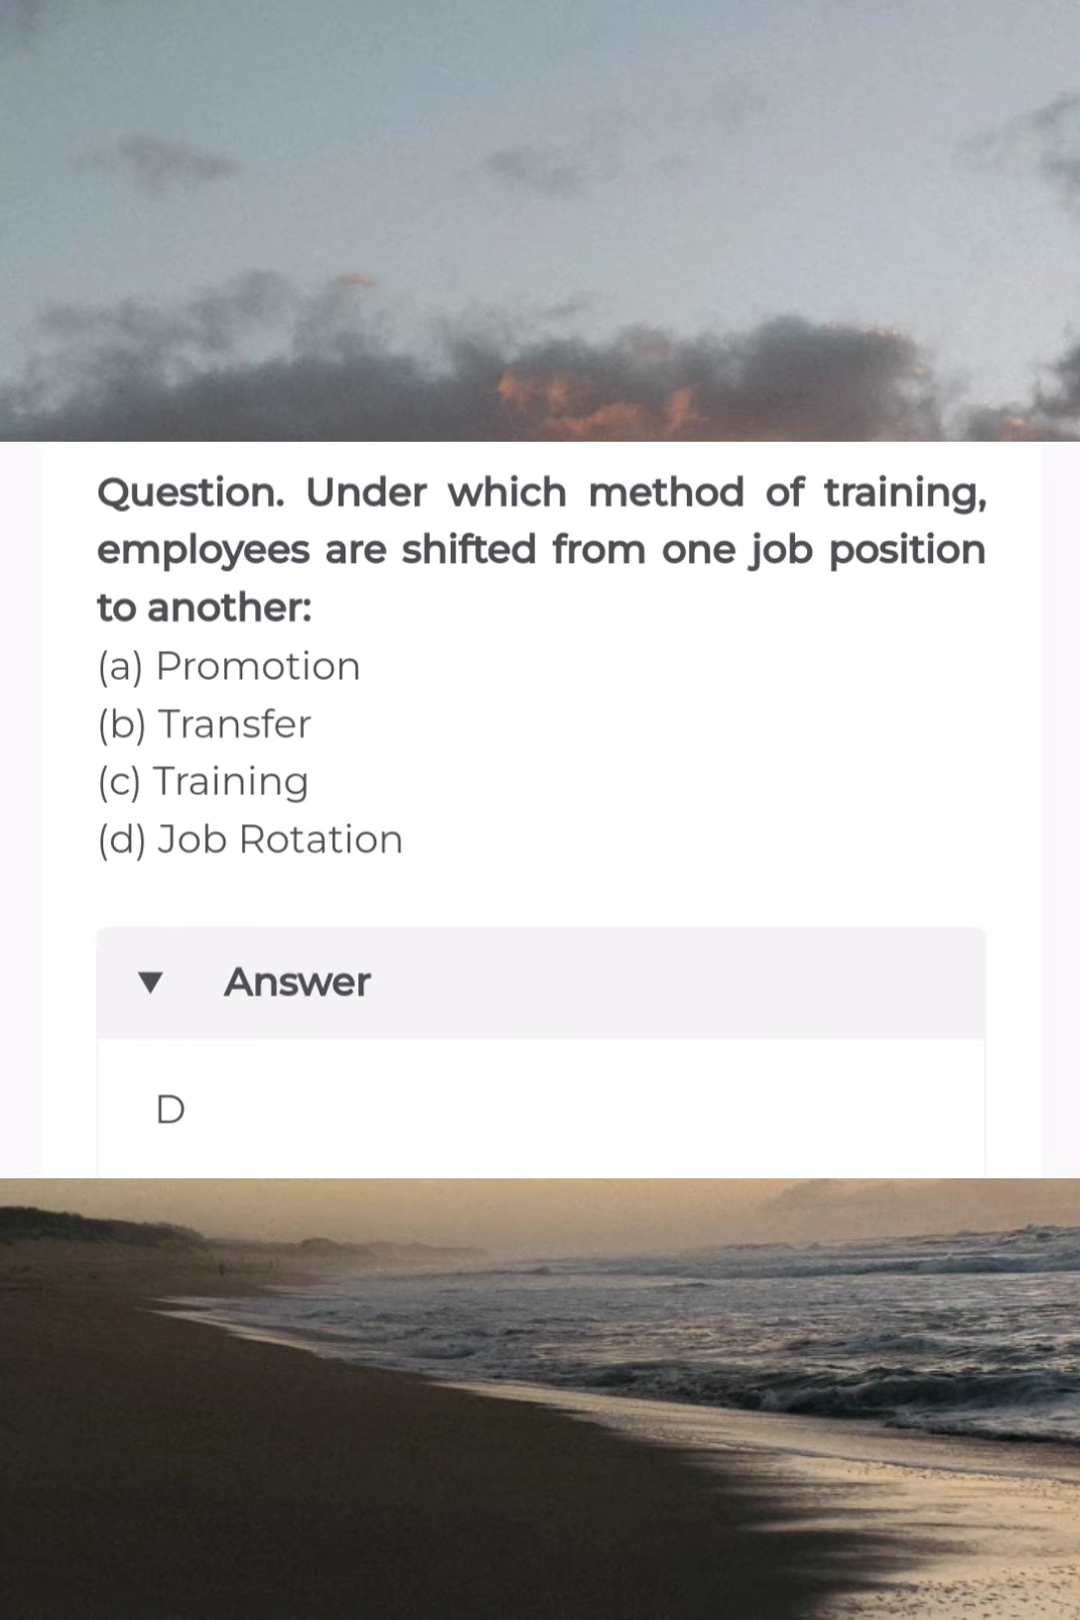 Question. Under which method of training,
employees are shifted from one job position
to another:
(a) Promotion
(b) Transfer
(c) Training
(d) Job Rotation
▼ Answer
D